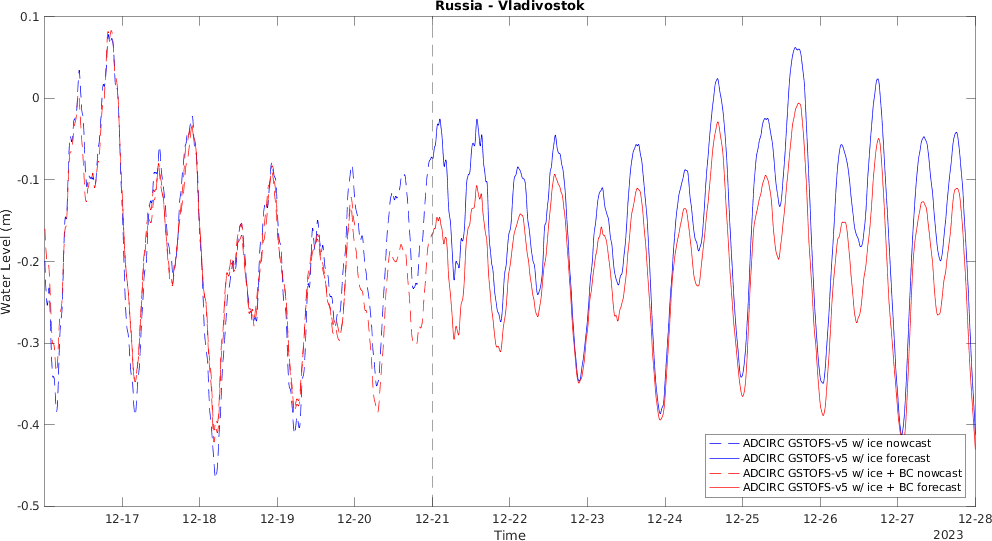 Russia - Vladivostok
Water Level (m)
0.1
0
-0.1
-0.2
-0.3
-0.4
-0.5
ADCIRC GSTOFS-v5 w/ ice nowcast
ADCIRC GSTOFS-v5 w/ ice forecast
ADCIRC GSTOFS-v5 w/ ice + BC nowcast
ADCIRC GSTOFS-v5 w/ ice + BC forecast
12-17 12-18 12-19 12-20 12-21 12-22 12-23 12-24 12-25 12-26 12-27 12-28
Time
2023